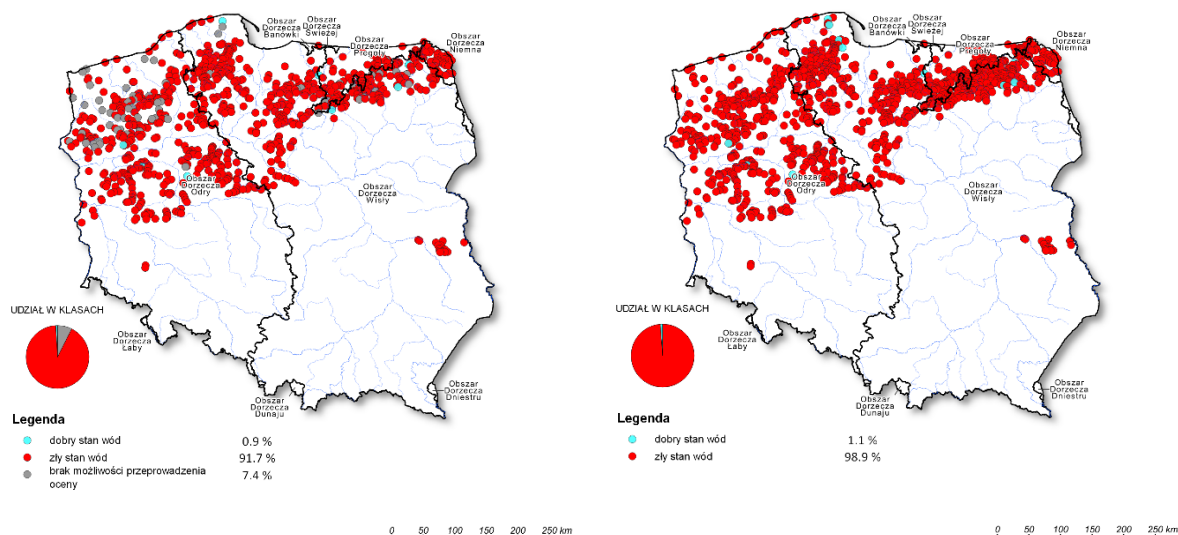 Obszar
Dorzecza
Banówki
Obszar
Dorzecza
Świeżej
Obszar
Dorzecza
Pregoły
Obszar
Dorzecza
Niemna
Obszar
Dorzecza
Odry
Obszar
Dorzecza
Wisły
UDZIAŁ W KLASACH
Obszar
Dorzecza
Łaby
Obszar
Dorzecza
Dunaju
Obszar
Dorzecza
Dniestru
Legenda
dobry stan wód 0.9 %
zły stan wód 91.7 %
brak możliwości przeprowadzenia
oceny 7.4 %
0 50 100 150 200 250 km
Obszar
Dorzecza
Banówki
Obszar
Dorzecza
Świeżej
Obszar
Dorzecza
Pregoły
Obszar
Dorzecza
Niemna
Obszar
Dorzecza
Odry
Obszar
Dorzecza
Wisły
UDZIAŁ W KLASACH
Obszar
Dorzecza
Łaby
Obszar
Dorzecza
Dunaju
Obszar
Dorzecza
Dniestru
Legenda
dobry stan wód 1.1 %
zły stan wód 98.9 %
0 50 100 150 200 250 km